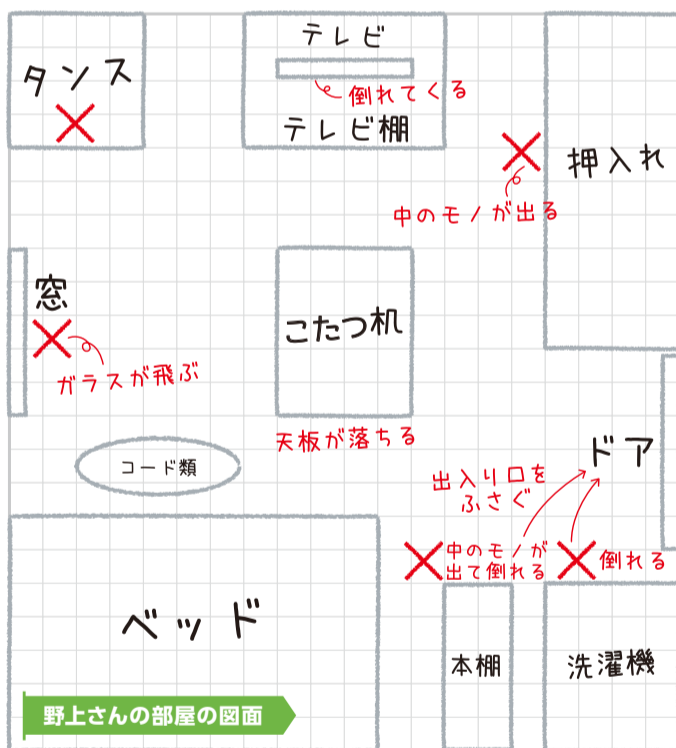 タンス
テレビ
倒れてくる
テレビ棚
押入れ
中のモノが出る
窓
ガラスが飛ぶ
こたつ机
天板が落ちる
コード類
ドア
出入り口を
ふさぐ
中のモノが
出て倒れる
倒れる
ベッド
本棚
洗濯機
野上さんの部屋の図面